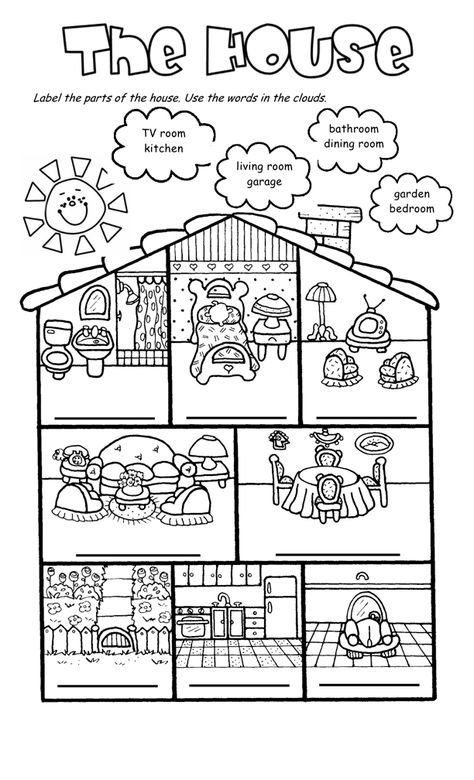 The House
Label the parts of the house. Use the words in the clouds.
TV room
kitchen
living room
garage
bathroom
dining room
garden
bedroom